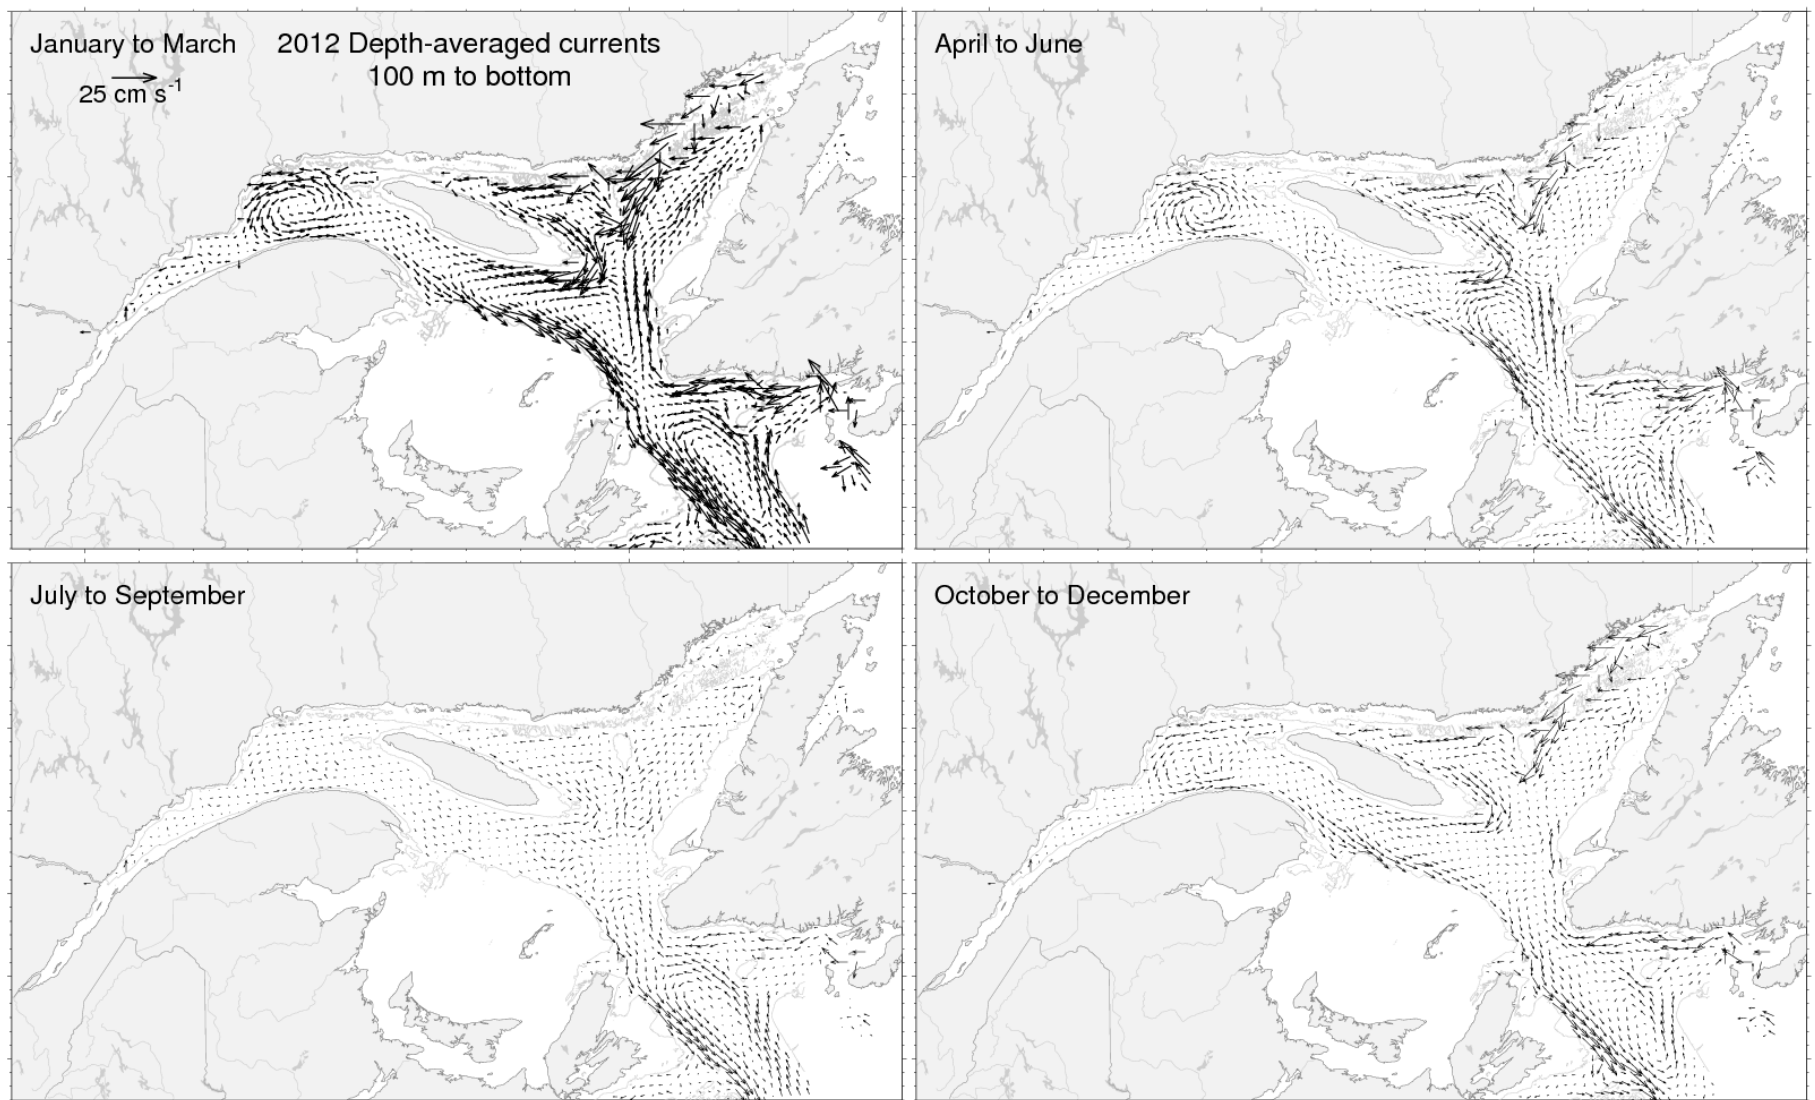 January to March
25 cm s-1
2012 Depth-averaged currents
100 m to bottom
April to June
July to September
October to December